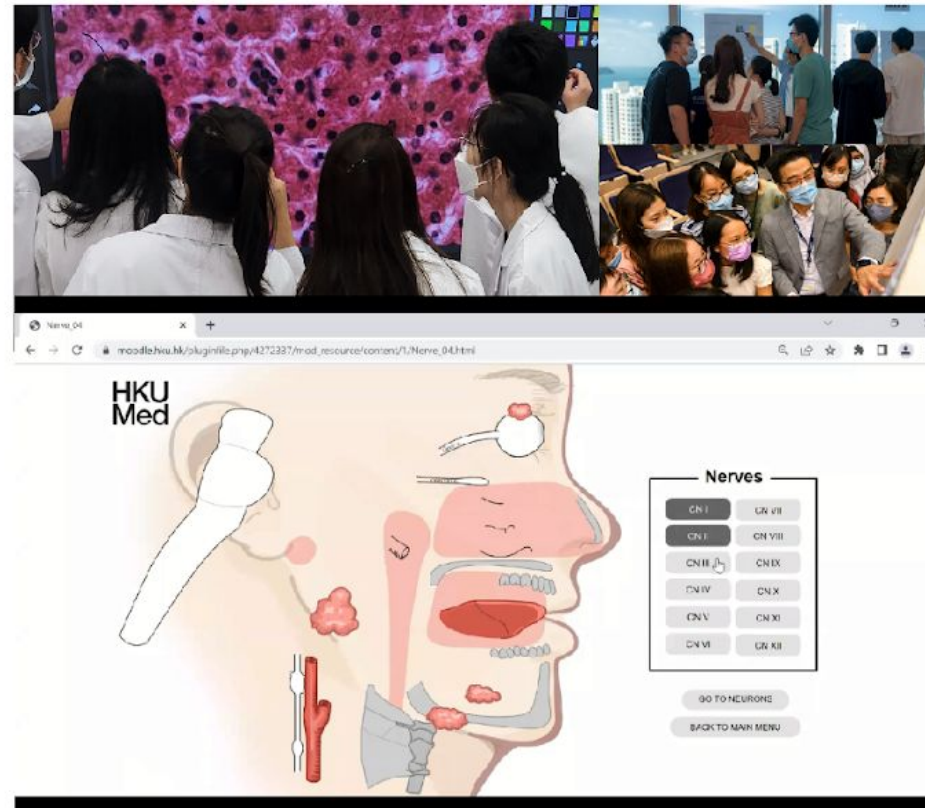 Nerve_04
moodle.hku.hk/pluginfile.php/4272337/mod_resource/content/1/Nerve_04.html
HKU
Med
Nerves
CN I
CN VII
CN II
CN VIII
CN III
CN IX
CN IV
CN X
CN V
CN XI
CN VI
CN XII
GO TO NEURONS
BACK TO MAIN MENU